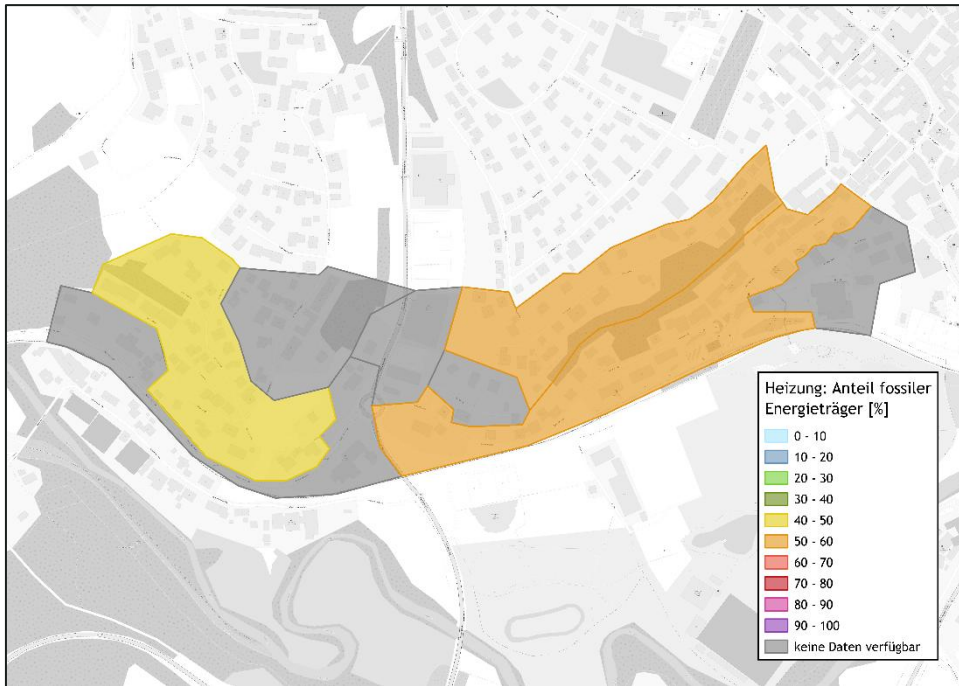 Heizung: Anteil fossiler
Energieträger [%]
0 - 10
10 - 20
20 - 30
30 - 40
40 - 50
50 - 60
60 - 70
70 - 80
80 - 90
90 - 100
keine Daten verfügbar